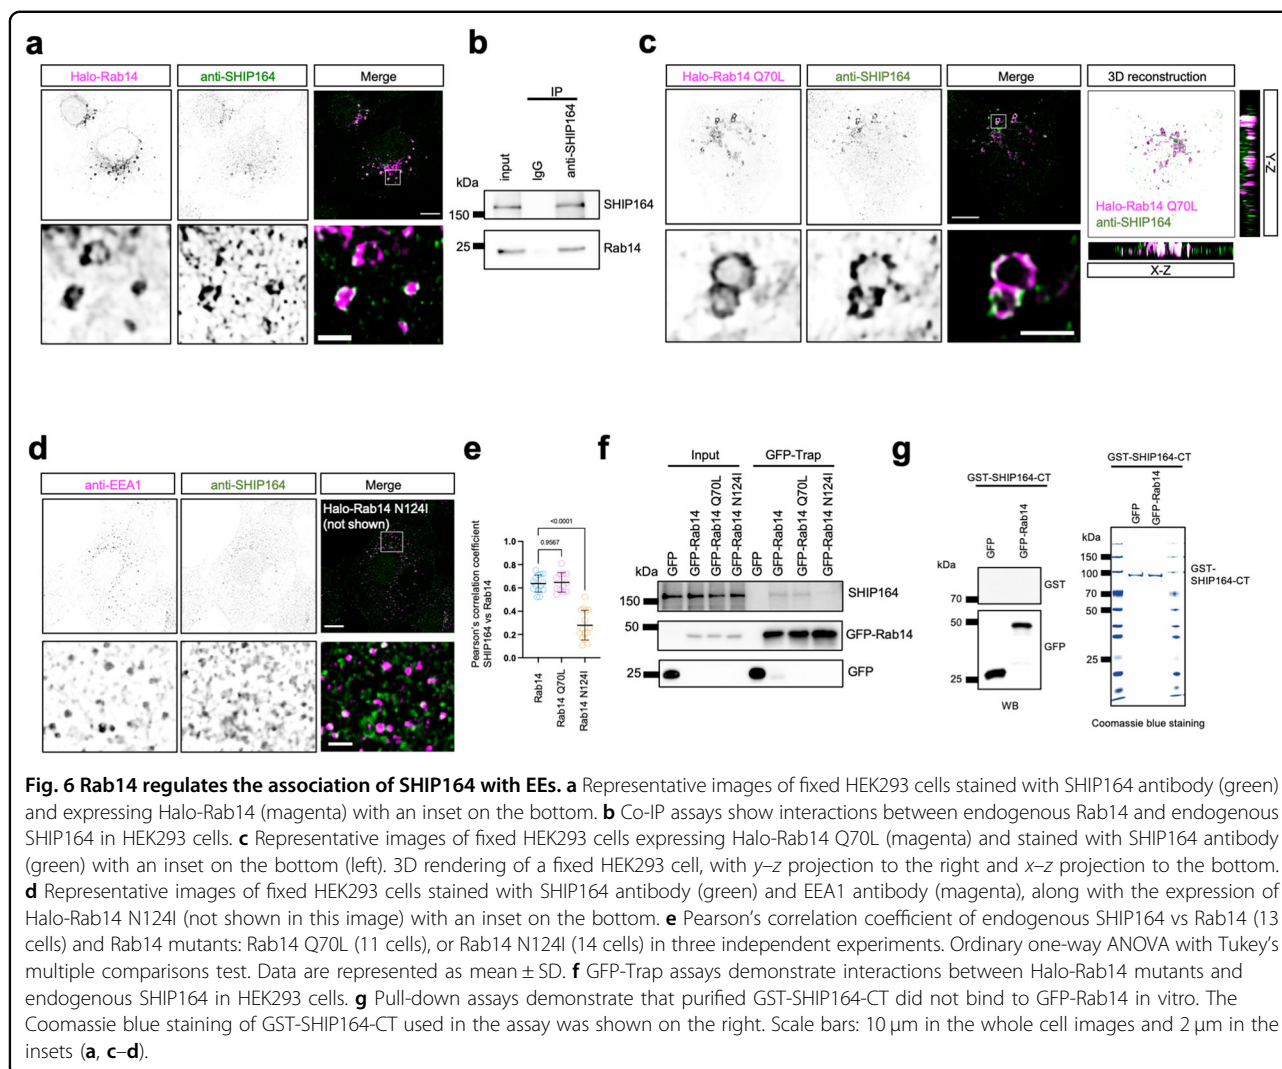 a
Halo-Rab14
anti-SHIP164
Merge
b
IP
input
IgG
anti-SHIP164
kDa
150
SHIP164
25
Rab14
c
Halo-Rab14 Q70L
anti-SHIP164
Merge
3D reconstruction
Halo-Rab14 Q70L
anti-SHIP164
Y-Z
X-Z
d
anti-EEA1
anti-SHIP164
Merge
Halo-Rab14 N124I
(not shown)
e
Pearson's correlation coefficient
SHIP164 vs Rab14
<0.0001
0.9567
1.0
0.8
0.6
0.4
0.2
0.0
Rab14
Rab14 Q70L
Rab14 N124I
f
Input
GFP-Trap
GFP
GFP-Rab14
GFP-Rab14 Q70L
GFP-Rab14 N124I
GFP
GFP-Rab14
GFP-Rab14 Q70L
GFP-Rab14 N124I
kDa
150
SHIP164
50
GFP-Rab14
25
GFP
g
GST-SHIP164-CT
GFP
GFP-Rab14
kDa
70
GST
50
GFP
25
WB
GST-SHIP164-CT
GFP
GFP-Rab14
kDa
150
100
70
50
25
GST-
SHIP164-CT
Coomassie blue staining
Fig. 6 Rab14 regulates the association of SHIP164 with EEs. a Representative images of fixed HEK293 cells stained with SHIP164 antibody (green)
and expressing Halo-Rab14 (magenta) with an inset on the bottom. b Co-IP assays show interactions between endogenous Rab14 and endogenous
SHIP164 in HEK293 cells. c Representative images of fixed HEK293 cells expressing Halo-Rab14 Q70L (magenta) and stained with SHIP164 antibody
(green) with an inset on the bottom (left). 3D rendering of a fixed HEK293 cell, with y–z projection to the right and x–z projection to the bottom.
d Representative images of fixed HEK293 cells stained with SHIP164 antibody (green) and EEA1 antibody (magenta), along with the expression of
Halo-Rab14 N124I (not shown in this image) with an inset on the bottom. e Pearson's correlation coefficient of endogenous SHIP164 vs Rab14 (13
cells) and Rab14 mutants: Rab14 Q70L (11 cells), or Rab14 N124I (14 cells) in three independent experiments. Ordinary one-way ANOVA with Tukey's
multiple comparisons test. Data are represented as mean ± SD. f GFP-Trap assays demonstrate interactions between Halo-Rab14 mutants and
endogenous SHIP164 in HEK293 cells. g Pull-down assays demonstrate that purified GST-SHIP164-CT did not bind to GFP-Rab14 in vitro. The
Coomassie blue staining of GST-SHIP164-CT used in the assay was shown on the right. Scale bars: 10 μm in the whole cell images and 2 μm in the
insets (a, c–d).